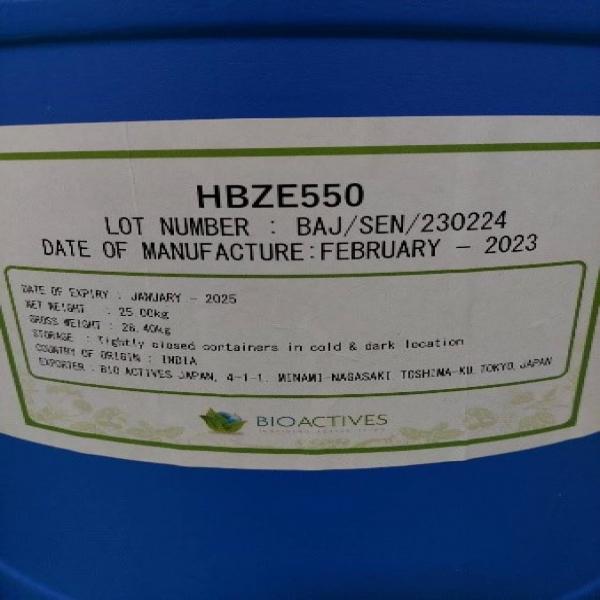 HBZE550
LOT NUMBER : BAJ/SEN/230224
DATE OF MANUFACTURE:FEBRUARY - 2023
DATE OF EXPIRY : JANUARY - 2025
NET WEIGHT : 25.00kg
GROSS WEIGHT : 26.40kg
STORAGE : Tightly closed containers in cold & dark location
COUNTRY OF ORIGIN : INDIA
EXPORTER : BIO ACTIVES JAPAN, 4-1-1, MINAMI-NAGASAKI, TOSHIMA-KU, TOKYO, JAPAN
BIOACTIVES